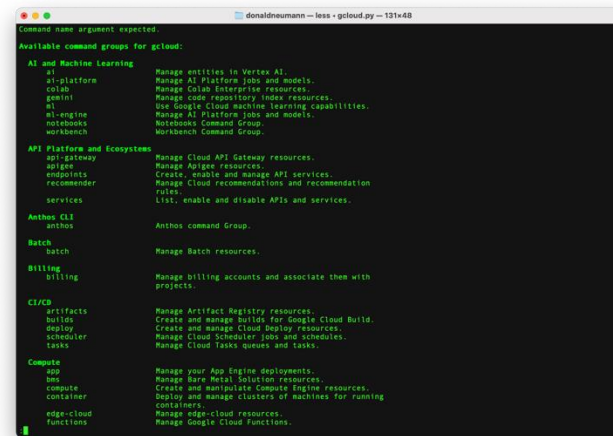 donaldneumann — less • gcloud.py — 131×48
Command name argument expected.
Available command groups for gcloud:
AI and Machine Learning
ai Manage entities in Vertex AI.
ai-platform Manage AI Platform jobs and models.
colab Manage Colab Enterprise resources.
gemini Manage code repository index resources.
ml Use Google Cloud machine learning capabilities.
ml-engine Manage AI Platform jobs and models.
notebooks Notebooks Command Group.
workbench Workbench Command Group.
API Platform and Ecosystems
api-gateway Manage Cloud API Gateway resources.
apigee Manage Apigee resources.
endpoints Create, enable and manage API services.
recommender Manage Cloud recommendations and recommendation
rules.
services List, enable and disable APIs and services.
Anthos CLI
anthos Anthos command Group.
Batch
batch Manage Batch resources.
Billing
billing Manage billing accounts and associate them with
projects.
CI/CD
artifacts Manage Artifact Registry resources.
builds Create and manage builds for Google Cloud Build.
deploy Create and manage Cloud Deploy resources.
scheduler Manage Cloud Scheduler jobs and schedules.
tasks Manage Cloud Tasks queues and tasks.
Compute
app Manage your App Engine deployments.
bms Manage Bare Metal Solution resources.
compute Create and manipulate Compute Engine resources.
container Deploy and manage clusters of machines for running
containers.
edge-cloud Manage edge-cloud resources.
functions Manage Google Cloud Functions.
: